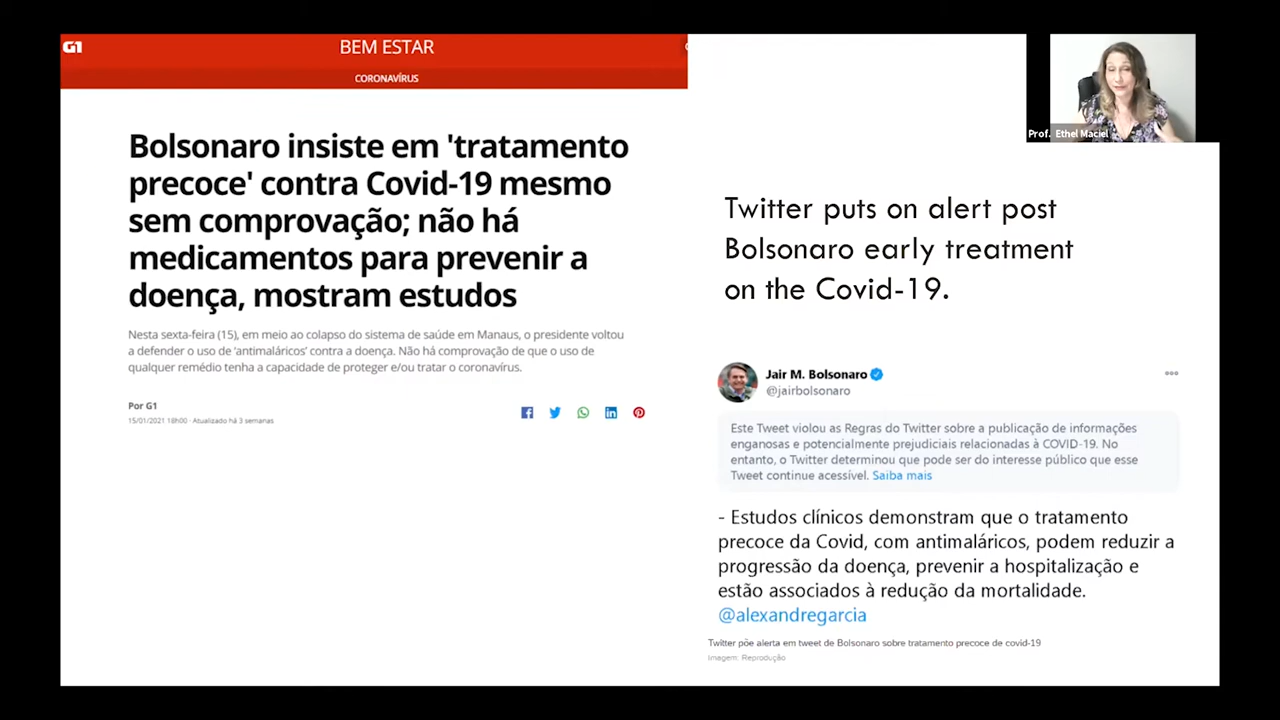 G1
BEM ESTAR
CORONAVÍRUS
Bolsonaro insiste em 'tratamento
precoce' contra Covid-19 mesmo
sem comprovação; não há
medicamentos para prevenir a
doença, mostram estudos
Nesta sexta-feira (15), em meio ao colapso do sistema de saúde em Manaus, o presidente voltou
a defender o uso de 'antimaláricos' contra a doença. Não há comprovação de que o uso de
qualquer remédio tenha a capacidade de proteger e/ou tratar o coronavírus.
Por G1
15/01/2021 18h00 · Atualizado há 3 semanas
Prof. Ethel Maciel
Twitter puts on alert post
Bolsonaro early treatment
on the Covid-19.
Jair M. Bolsonaro
@jairbolsonaro
Este Tweet violou as Regras do Twitter sobre a publicação de informações
enganosas e potencialmente prejudiciais relacionadas à COVID-19. No
entanto, o Twitter determinou que pode ser do interesse público que esse
Tweet continue acessível. Saiba mais
- Estudos clínicos demonstram que o tratamento
precoce da Covid, com antimaláricos, podem reduzir a
progressão da doença, prevenir a hospitalização e
estão associados à redução da mortalidade.
@alexandregarcia
Twitter põe alerta em tweet de Bolsonaro sobre tratamento precoce de covid-19
Imagem: Reprodução